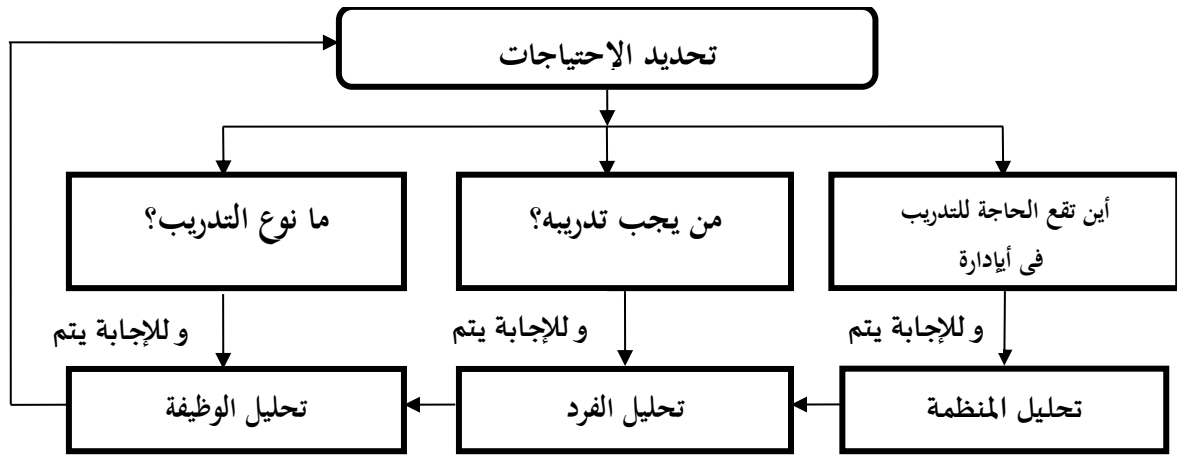 تحديد الإحتياجات
أين تقع الحاجة للتدريب
فى أيإدارة
من يجب تدريبه؟
ما نوع التدريب؟
و للإجابة يتم
و للإجابة يتم
و للإجابة يتم
تحليل المنظمة
تحليل الفرد
تحليل الوظيفة